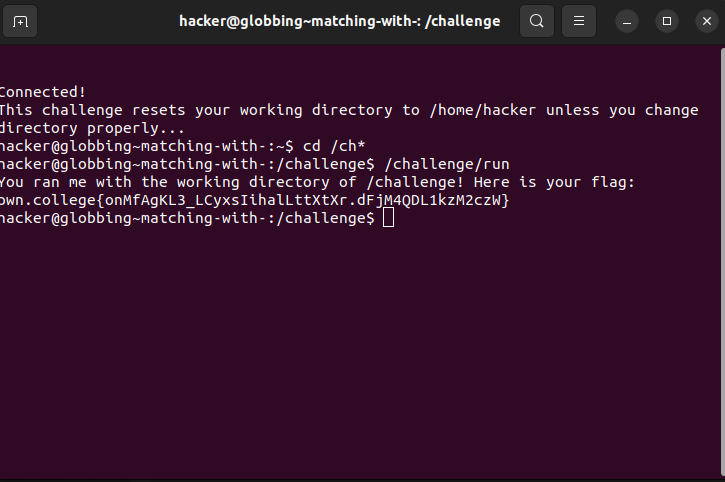 hacker@globbing~matching-with-: /challenge
Connected!
This challenge resets your working directory to /home/hacker unless you change
directory properly...
hacker@globbing~matching-with-:~$ cd /ch*
hacker@globbing~matching-with-:/challenge$ /challenge/run
You ran me with the working directory of /challenge! Here is your flag:
pwn.college{onMfAgKL3_LCyxsIihalLttXtXr.dFjM4QDL1kzM2czW}
hacker@globbing~matching-with-:/challenge$